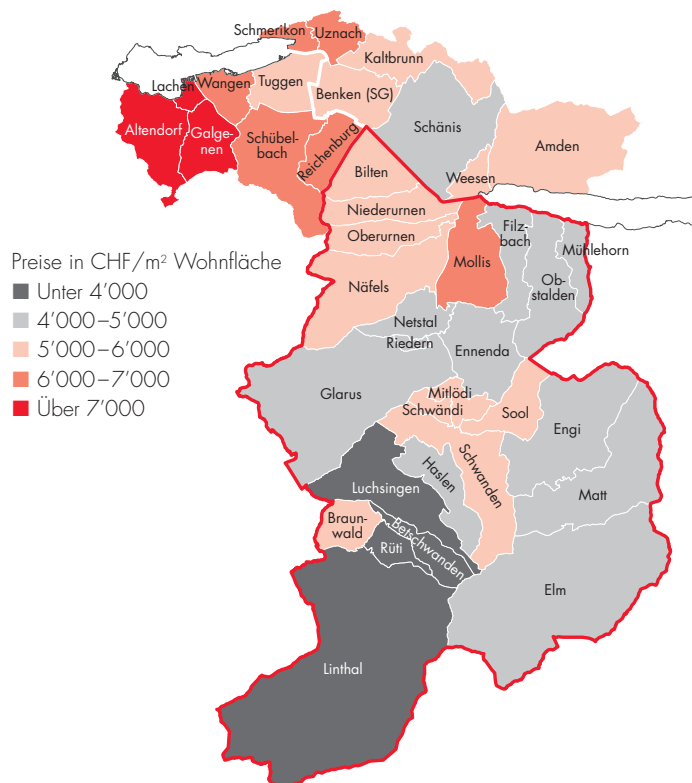 Schmerikon
Uznach
Kaltbrunn
Lachen
Wangen
Tuggen
Benken (SG)
Altendorf
Galge-
nen
Schübel-
bach
Reichenburg
Schänis
Amden
Weesen
Bilten
Niederurnen
Oberurnen
Filz-
bach
Mühlehorn
Mollis
Ob-
stalden
Näfels
Preise in CHF/m² Wohnfläche
Unter 4’000
4’000–5’000
5’000–6’000
6’000–7’000
Über 7’000
Netstal
Riedern
Ennenda
Glarus
Mitlödi
Schwändi
Sool
Engi
Schwanden
Haslen
Luchsingen
Matt
Braun-
wald
Betschwanden
Rüti
Elm
Linthal